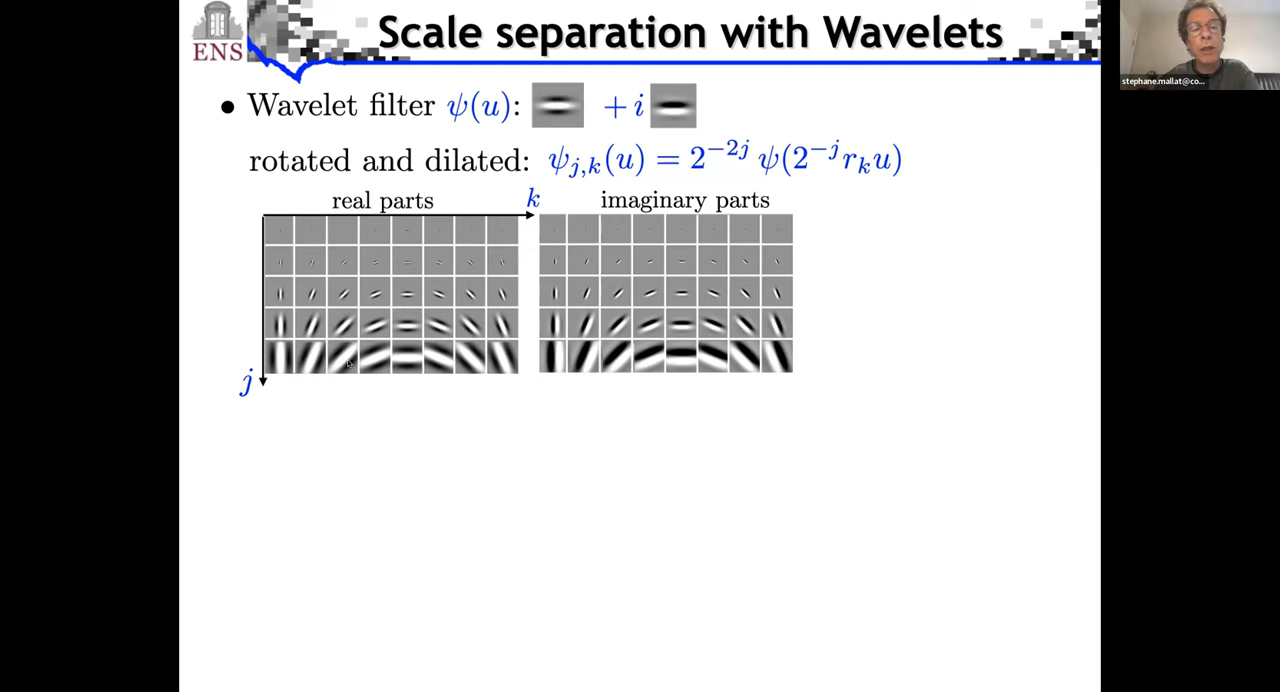 Scale separation with Wavelets
ENS
stephane.mallat@co...
• Wavelet filter ψ(u): + i
rotated and dilated: ψ_{j,k}(u) = 2^{-2j} ψ(2^{-j} r_k u)
real parts k imaginary parts
j